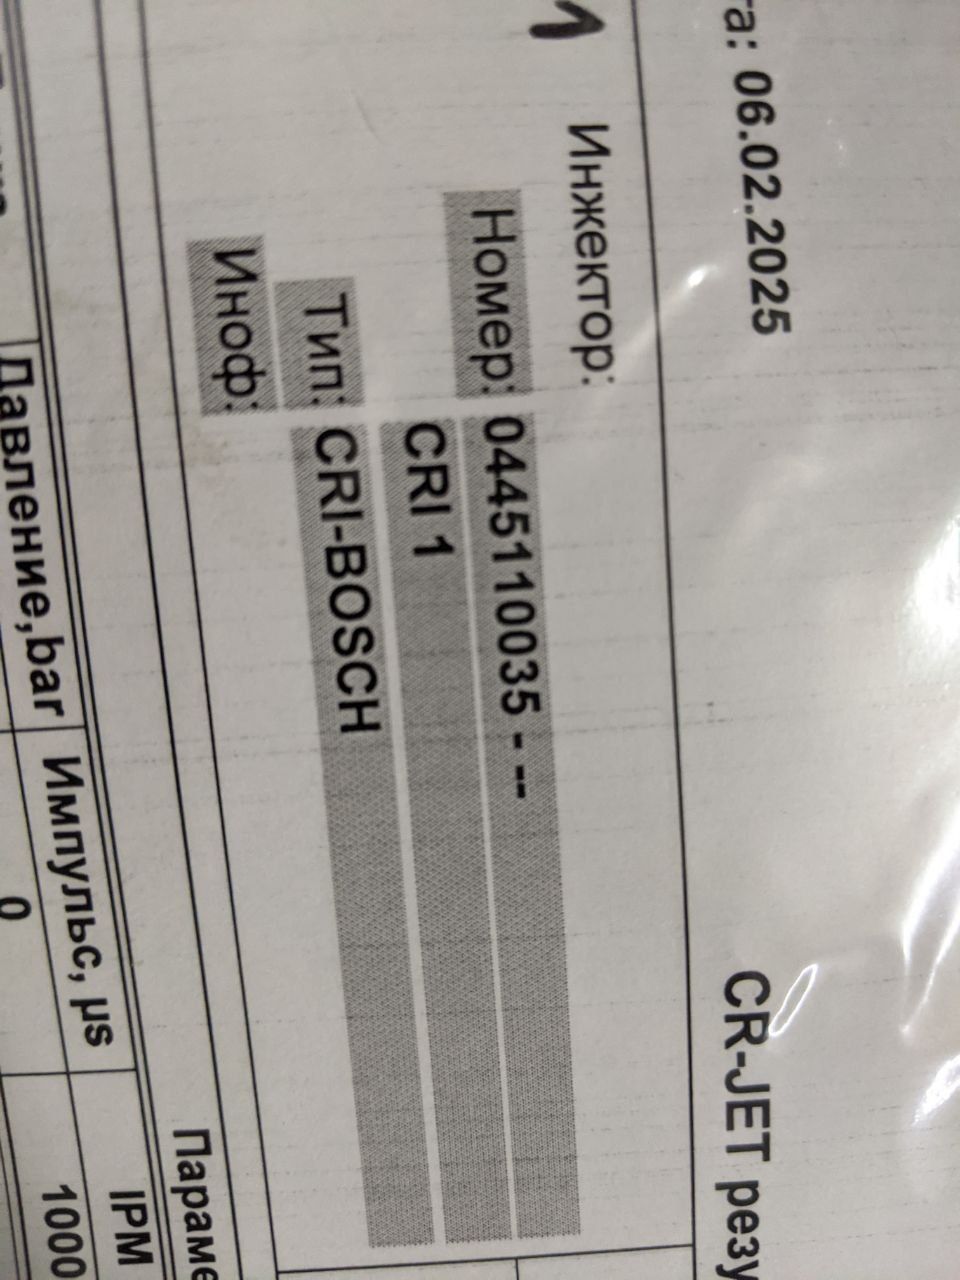 та: 06.02.2025
CR-JET резу
1
Инжектор:
Номер: 0445110035 - --
CRI 1
Тип: CRI-BOSCH
Иноф:
Параме
Давление,bar Импульс, µs IPM
0 1000